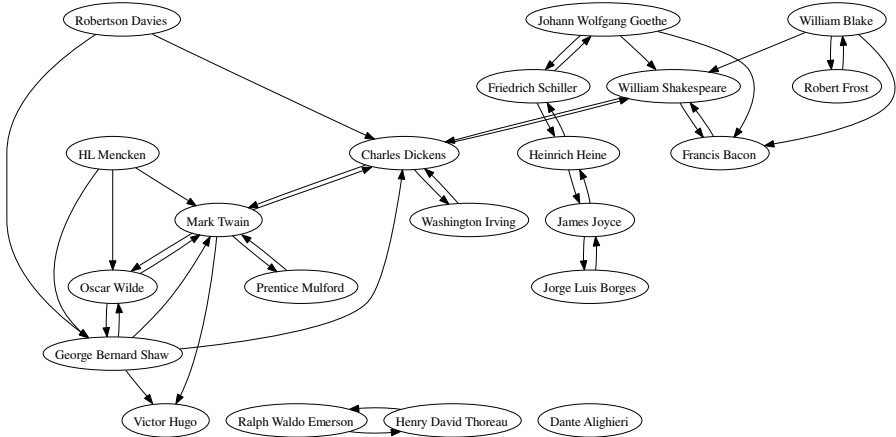 Robertson Davies
Johann Wolfgang Goethe
William Blake
Friedrich Schiller
William Shakespeare
Robert Frost
HL Mencken
Charles Dickens
Heinrich Heine
Francis Bacon
Mark Twain
Washington Irving
James Joyce
Oscar Wilde
Prentice Mulford
Jorge Luis Borges
George Bernard Shaw
Victor Hugo
Ralph Waldo Emerson
Henry David Thoreau
Dante Alighieri